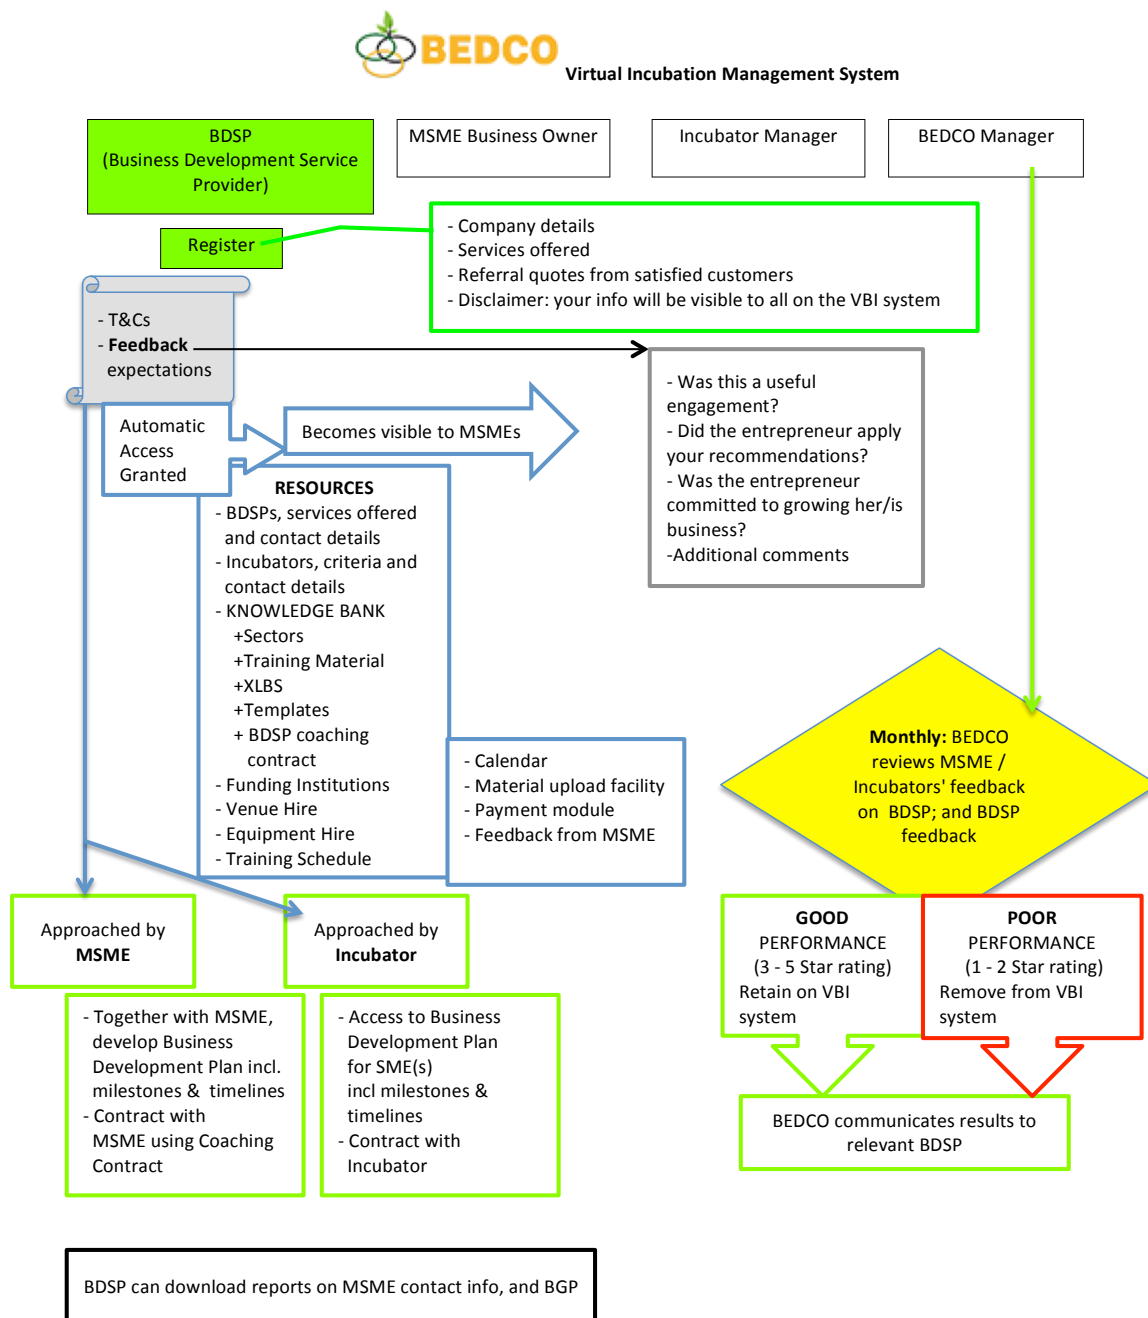 BEDCO
Virtual Incubation Management System
BDSP
(Business Development Service
Provider)
MSME Business Owner
Incubator Manager
BEDCO Manager
Register
- Company details
- Services offered
- Referral quotes from satisfied customers
- Disclaimer: your info will be visible to all on the VBI system
- T&Cs
- Feedback
expectations
- Was this a useful
engagement?
- Did the entrepreneur apply
your recommendations?
- Was the entrepreneur
committed to growing her/is
business?
-Additional comments
Automatic
Access
Granted
Becomes visible to MSMEs
RESOURCES
- BDSPs, services offered
and contact details
- Incubators, criteria and
contact details
- KNOWLEDGE BANK
+Sectors
+Training Material
+XLBS
+Templates
+ BDSP coaching
contract
- Funding Institutions
- Venue Hire
- Equipment Hire
- Training Schedule
- Calendar
- Material upload facility
- Payment module
- Feedback from MSME
Monthly: BEDCO
reviews MSME /
Incubators' feedback
on BDSP; and BDSP
feedback
Approached by
MSME
Approached by
Incubator
GOOD
PERFORMANCE
(3 - 5 Star rating)
Retain on VBI
system
POOR
PERFORMANCE
(1 - 2 Star rating)
Remove from VBI
system
- Together with MSME,
develop Business
Development Plan incl.
milestones & timelines
- Contract with
MSME using Coaching
Contract
- Access to Business
Development Plan
for SME(s)
incl milestones &
timelines
- Contract with
Incubator
BEDCO communicates results to
relevant BDSP
BDSP can download reports on MSME contact info, and BGP